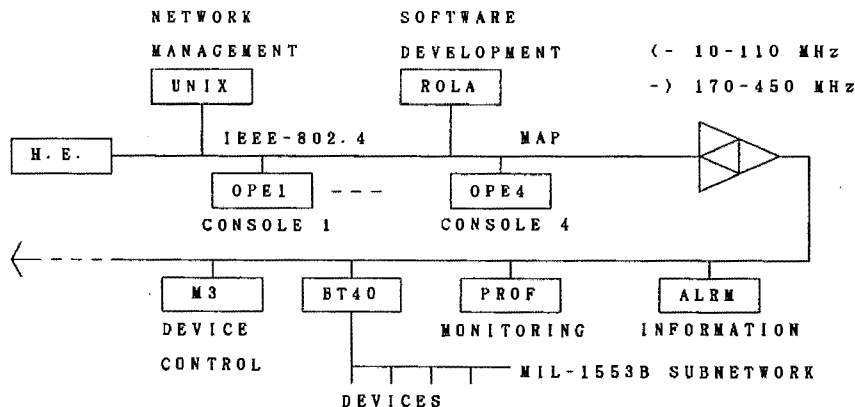 NETWORK MANAGEMENT
SOFTWARE DEVELOPMENT
(- 10-110 MHz
-) 170-450 MHz
UNIX
ROLA
H.E.
IEEE-802.4
MAP
OPE1
---
OPE4
CONSOLE 1
CONSOLE 4
M3
BT40
PROF
ALRM
DEVICE
CONTROL
MONITORING
INFORMATION
MIL-1553B SUBNETWORK
DEVICES